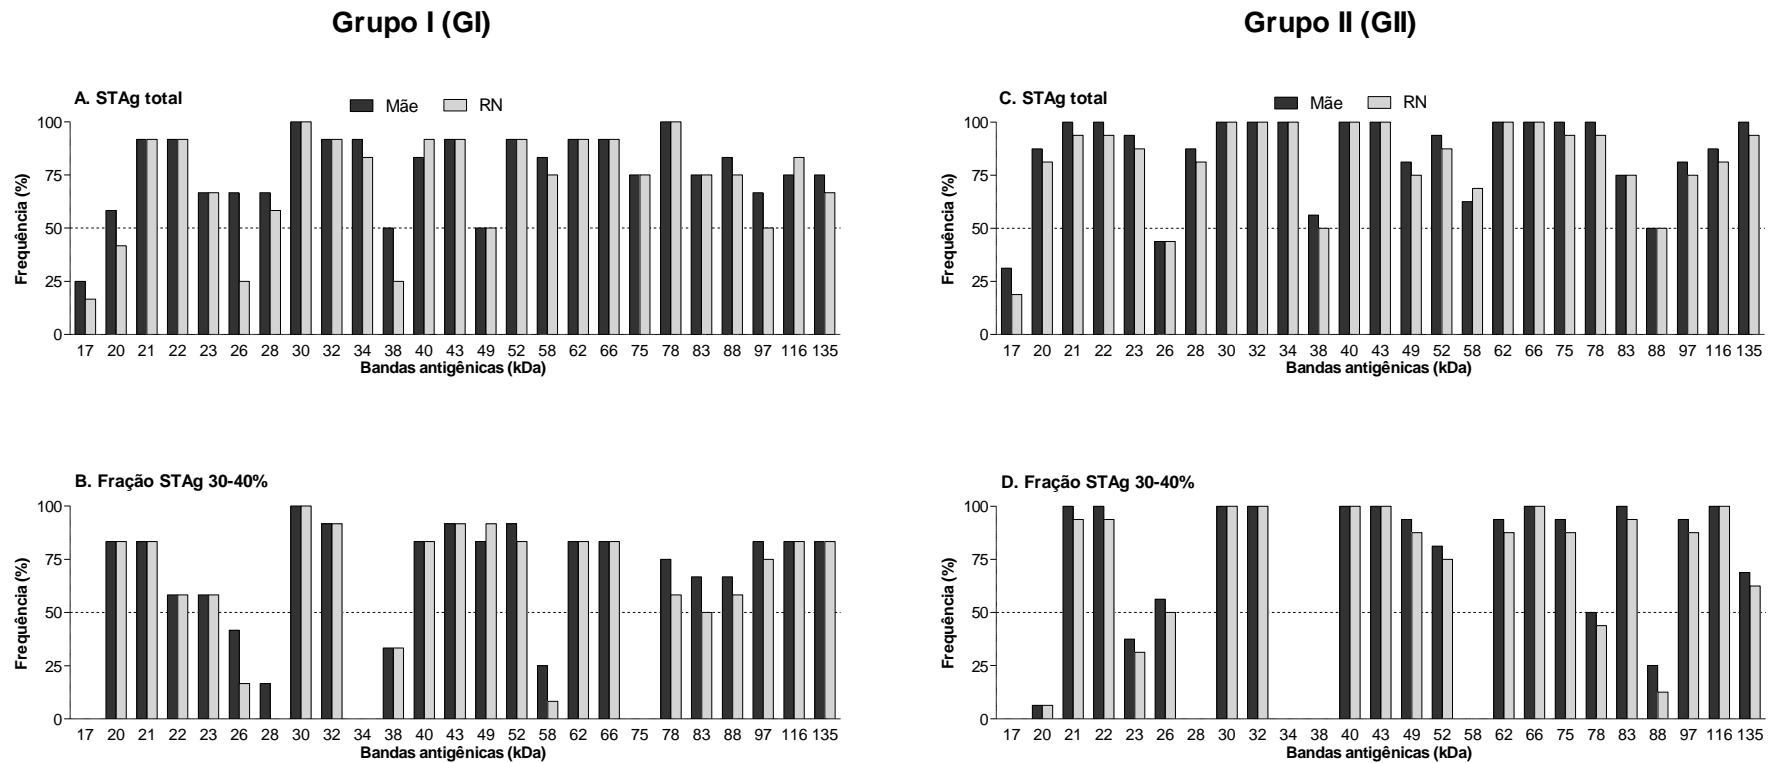 Grupo I (GI)
Grupo II (GII)
A. STAg total
Mãe
RN
Frequência (%)
100
75
50
25
0
17 20 21 22 23 26 28 30 32 34 38 40 43 49 52 58 62 66 75 78 83 88 97 116 135
Bandas antigênicas (kDa)
C. STAg total
Mãe
RN
Frequência (%)
100
75
50
25
0
17 20 21 22 23 26 28 30 32 34 38 40 43 49 52 58 62 66 75 78 83 88 97 116 135
Bandas antigênicas (kDa)
B. Fração STAg 30-40%
Frequência (%)
100
75
50
25
0
17 20 21 22 23 26 28 30 32 34 38 40 43 49 52 58 62 66 75 78 83 88 97 116 135
Bandas antigênicas (kDa)
D. Fração STAg 30-40%
Frequência (%)
100
75
50
25
0
17 20 21 22 23 26 28 30 32 34 38 40 43 49 52 58 62 66 75 78 83 88 97 116 135
Bandas antigênicas (kDa)